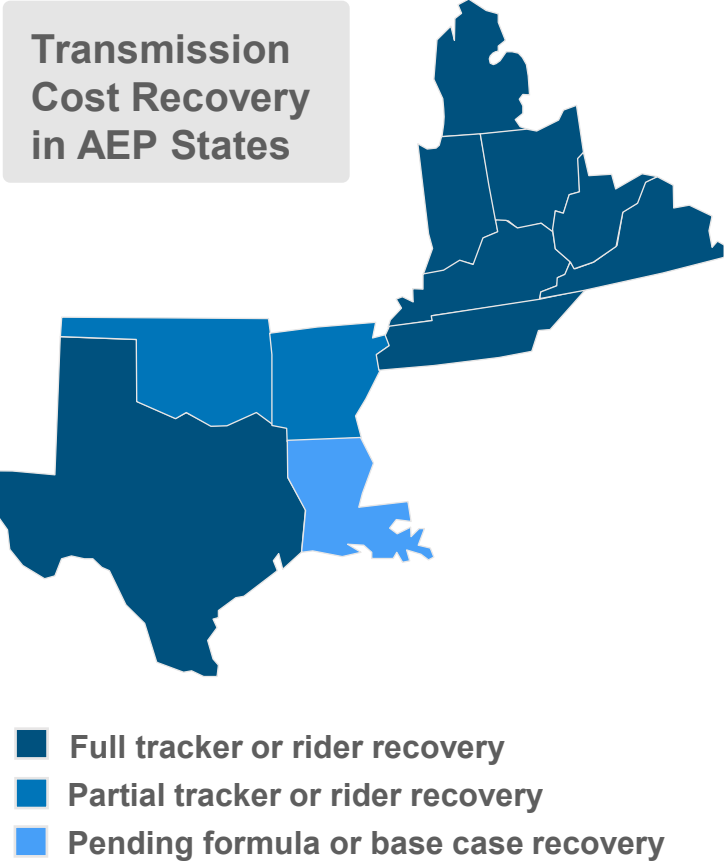 Transmission
Cost Recovery
in AEP States
Full tracker or rider recovery
Partial tracker or rider recovery
Pending formula or base case recovery